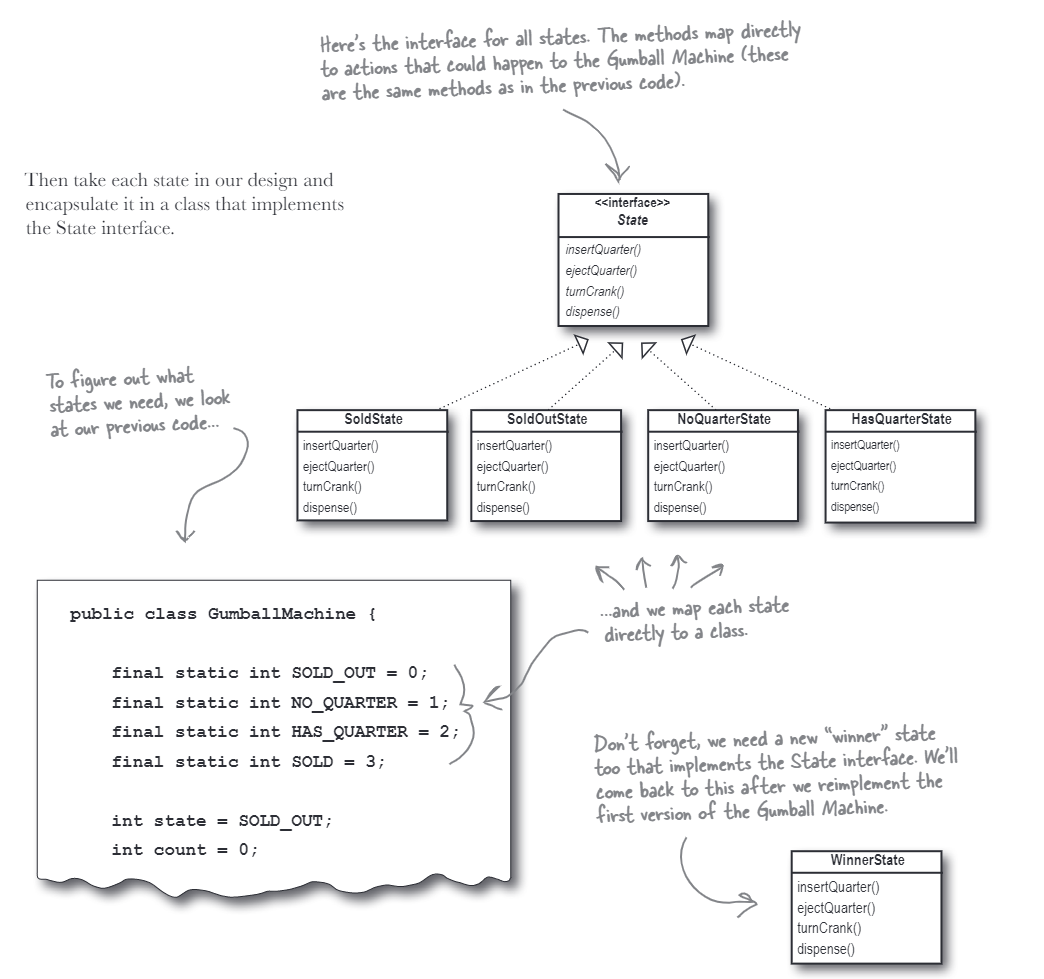 Here's the interface for all states. The methods map directly
to actions that could happen to the Gumball Machine (these
are the same methods as in the previous code).
Then take each state in our design and
encapsulate it in a class that implements
the State interface.
<<interface>>
State
insertQuarter()
ejectQuarter()
turnCrank()
dispense()
To figure out what
states we need, we look
at our previous code...
SoldState
insertQuarter()
ejectQuarter()
turnCrank()
dispense()
SoldOutState
insertQuarter()
ejectQuarter()
turnCrank()
dispense()
NoQuarterState
insertQuarter()
ejectQuarter()
turnCrank()
dispense()
HasQuarterState
insertQuarter()
ejectQuarter()
turnCrank()
dispense()
public class GumballMachine {
final static int SOLD_OUT = 0;
final static int NO_QUARTER = 1;
final static int HAS_QUARTER = 2;
final static int SOLD = 3;
int state = SOLD_OUT;
int count = 0;
...and we map each state
directly to a class.
Don't forget, we need a new "winner" state
too that implements the State interface. We'll
come back to this after we reimplement the
first version of the Gumball Machine.
WinnerState
insertQuarter()
ejectQuarter()
turnCrank()
dispense()